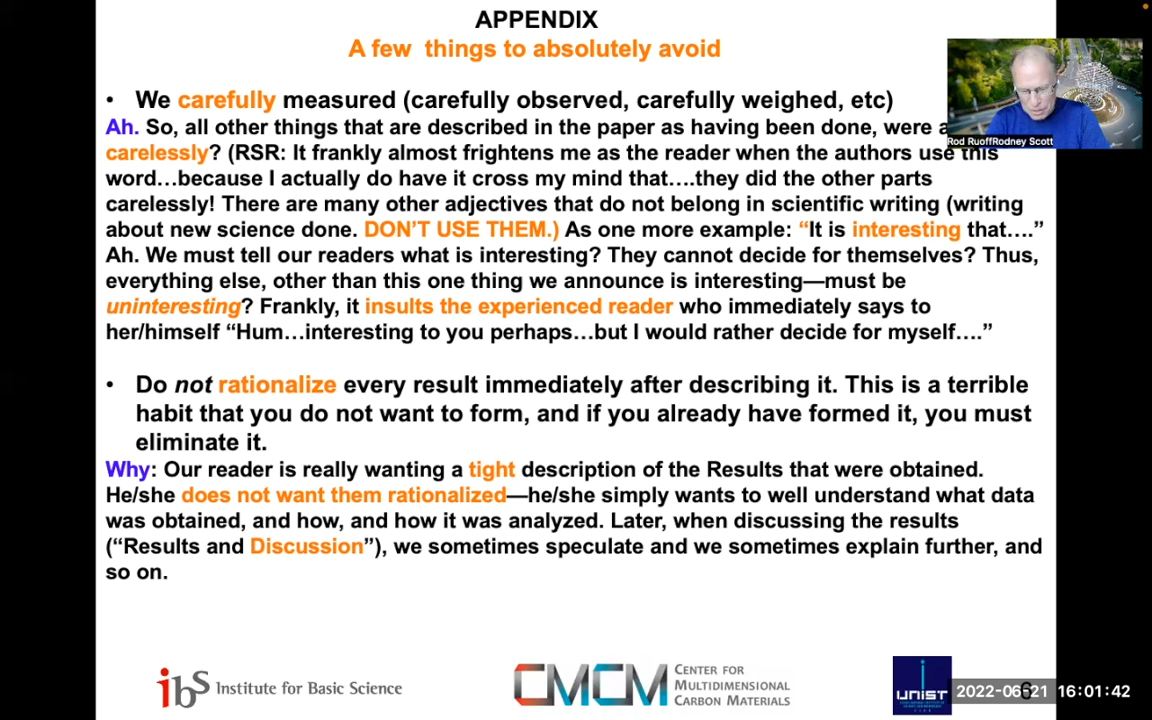 APPENDIX
A few things to absolutely avoid
• We carefully measured (carefully observed, carefully weighed, etc)
Ah. So, all other things that are described in the paper as having been done, were a
carelessly? (RSR: It frankly almost frightens me as the reader when the authors use this
word…because I actually do have it cross my mind that….they did the other parts
carelessly! There are many other adjectives that do not belong in scientific writing (writing
about new science done. DON’T USE THEM.) As one more example: “It is interesting that….”
Ah. We must tell our readers what is interesting? They cannot decide for themselves? Thus,
everything else, other than this one thing we announce is interesting—must be
uninteresting? Frankly, it insults the experienced reader who immediately says to
her/himself “Hum…interesting to you perhaps…but I would rather decide for myself….”
• Do not rationalize every result immediately after describing it. This is a terrible
habit that you do not want to form, and if you already have formed it, you must
eliminate it.
Why: Our reader is really wanting a tight description of the Results that were obtained.
He/she does not want them rationalized—he/she simply wants to well understand what data
was obtained, and how, and how it was analyzed. Later, when discussing the results
(“Results and Discussion”), we sometimes speculate and we sometimes explain further, and
so on.
Rod RuoffRodney Scott
ibS Institute for Basic Science
CMCM CENTER FOR
MULTIDIMENSIONAL
CARBON MATERIALS
UNIST
2022-06-21 16:01:42